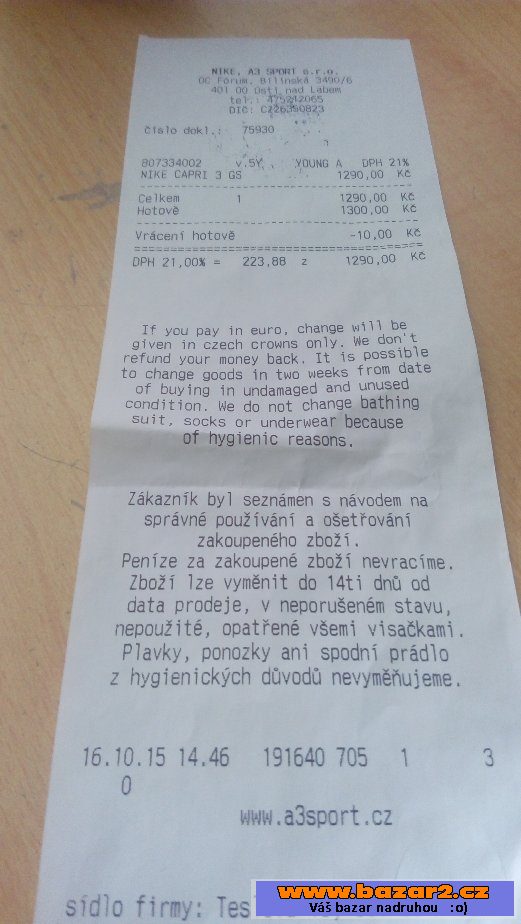 NIKE, A3 SPORT s.r.o.
OC Fórum, Bílinská 3490/6
401 00 Ústí nad Labem
tel.: 475212065
DIČ: CZ26390823
číslo dokl.: 75930
3
807334002 v.5Y YOUNG A DPH 21%
NIKE CAPRI 3 GS 1290,00 Kč
Celkem 1 1290,00 Kč
Hotově 1300,00 Kč
Vrácení hotově -10,00 Kč
DPH 21,00% = 223,88 z 1290,00 Kč
If you pay in euro, change will be
given in czech crowns only. We don't
refund your money back. It is possible
to change goods in two weeks from date
of buying in undamaged and unused
condition. We do not change bathing
suit, socks or underwear because
of hygienic reasons.
Zákazník byl seznámen s návodem na
správné používání a ošetřování
zakoupeného zboží.
Peníze za zakoupené zboží nevracíme.
Zboží lze vyměnit do 14ti dnů od
data prodeje, v neporušeném stavu,
nepoužité, opatřené všemi visačkami.
Plavky, ponozky ani spodní prádlo
z hygienických důvodů nevyměňujeme.
16.10.15 14.46 191640 705 1 3
0
www.a3sport.cz
sídlo firmy:
www.bazar2.cz
Váš bazar nadruhou :o)